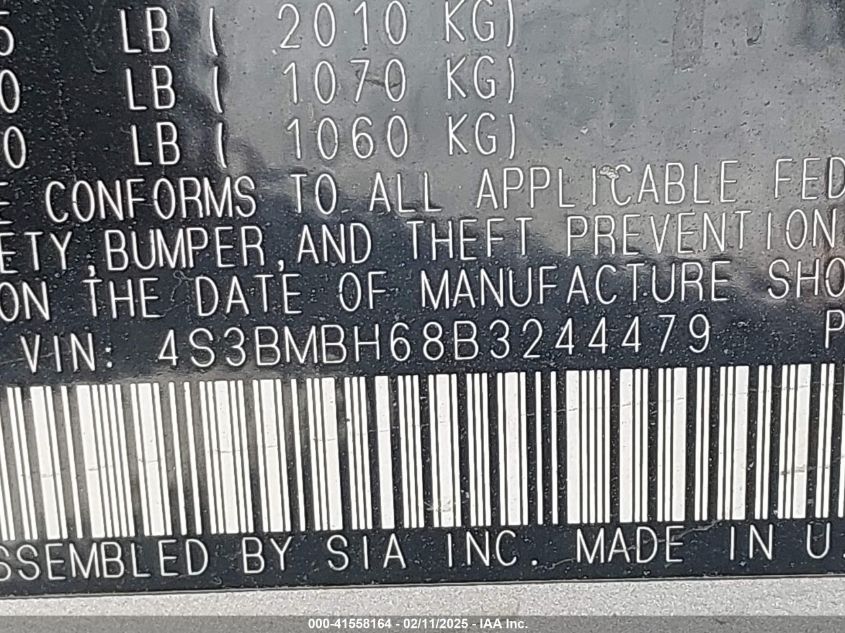 5 LB ( 2010 KG)
0 LB ( 1070 KG)
0 LB ( 1060 KG)
E CONFORMS TO ALL APPLICABLE FED
ETY, BUMPER, AND THEFT PREVENTION
ON THE DATE OF MANUFACTURE SHO
VIN: 4S3BMBH68B3244479 P
SSEMBLED BY SIA INC. MADE IN U.
000-41558164 - 02/11/2025 - IAA Inc.